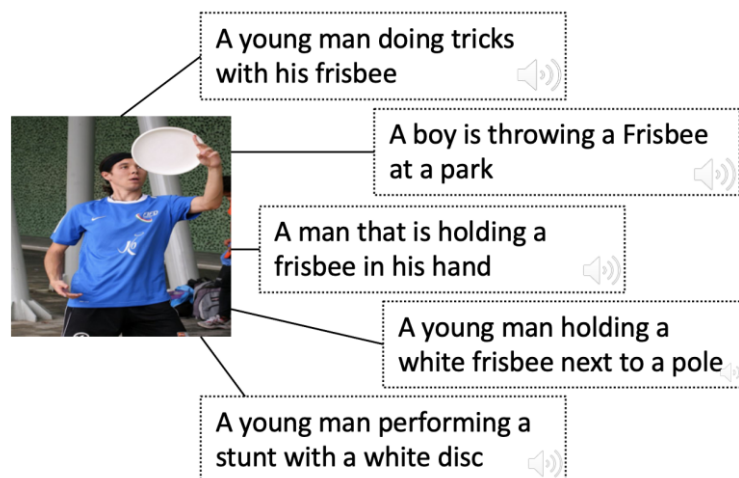 A young man doing tricks
with his frisbee
A boy is throwing a Frisbee
at a park
A man that is holding a
frisbee in his hand
A young man holding a
white frisbee next to a pole
A young man performing a
stunt with a white disc